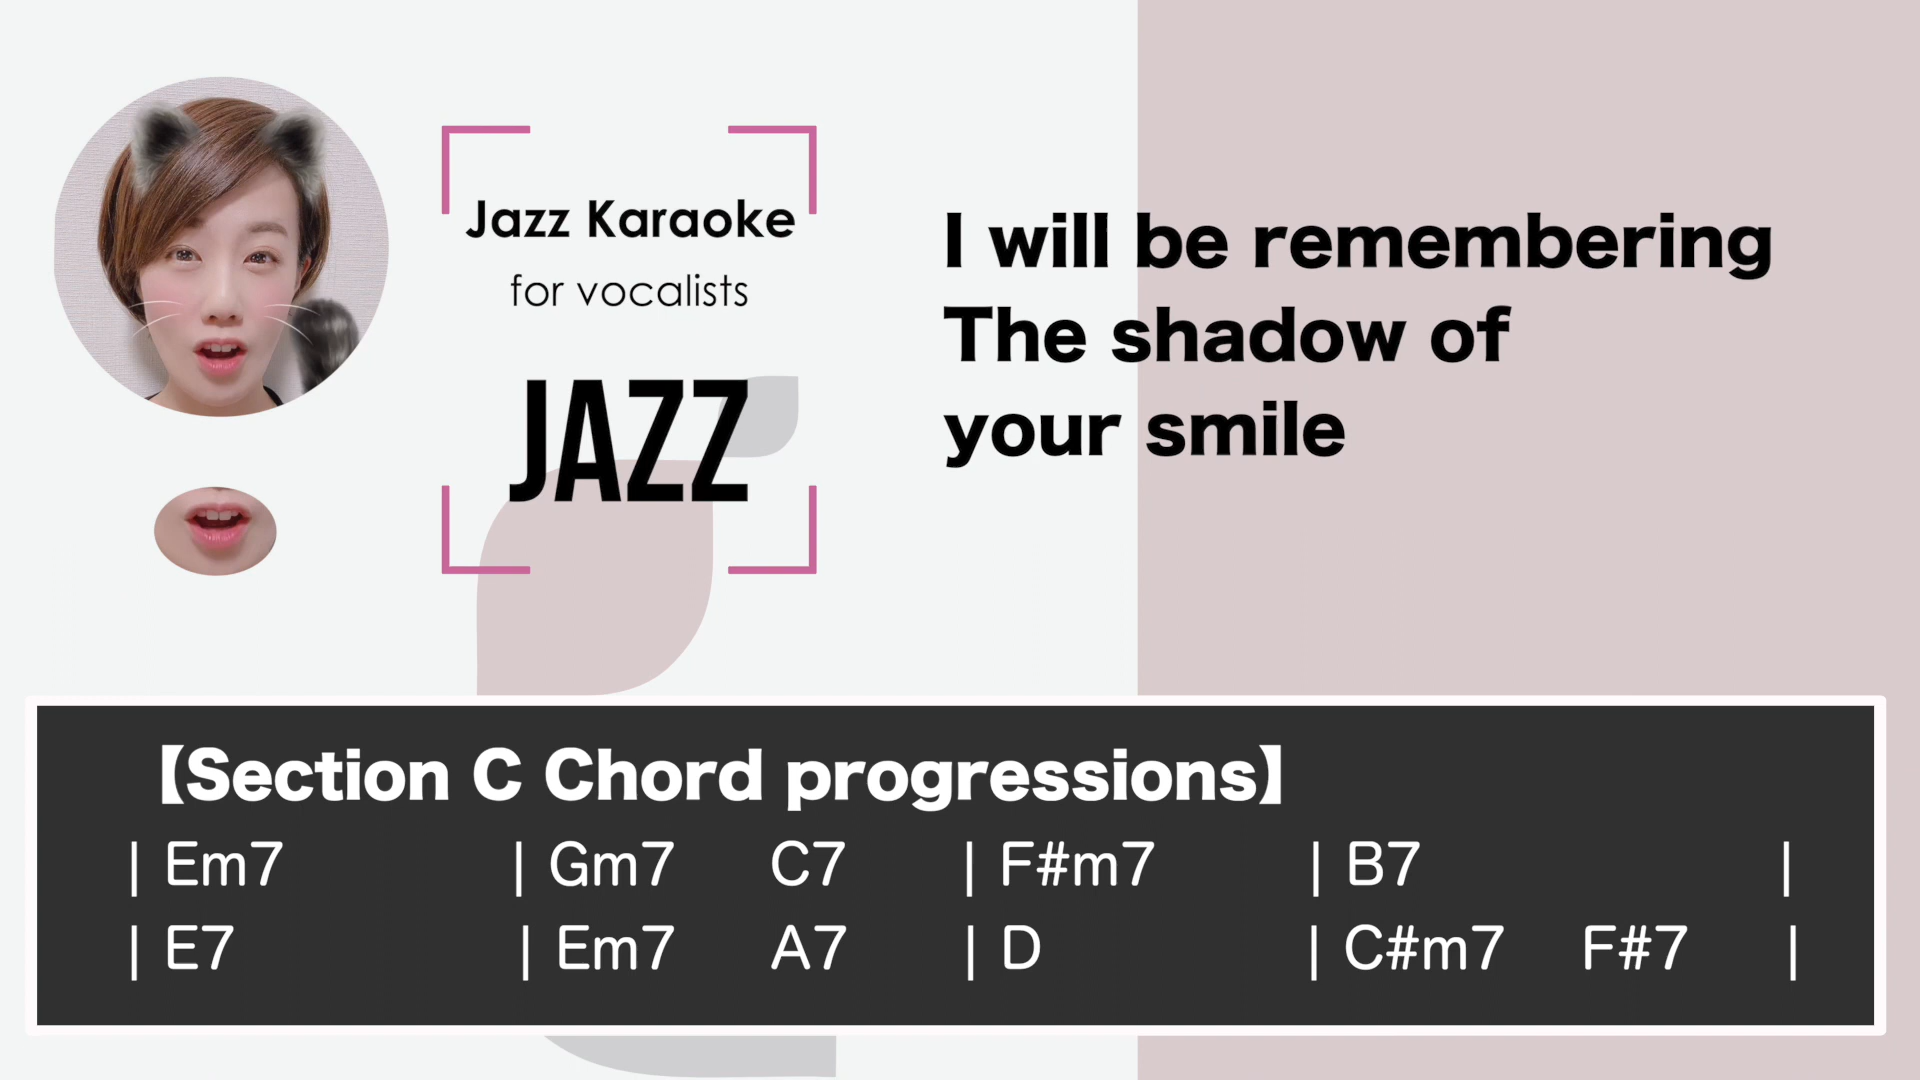 Jazz Karaoke
for vocalists
JAZZ
I will be remembering
The shadow of
your smile
【Section C Chord progressions】
| Em7 | Gm7 C7 | F#m7 | B7 |
| E7 | Em7 A7 | D | C#m7 F#7 |